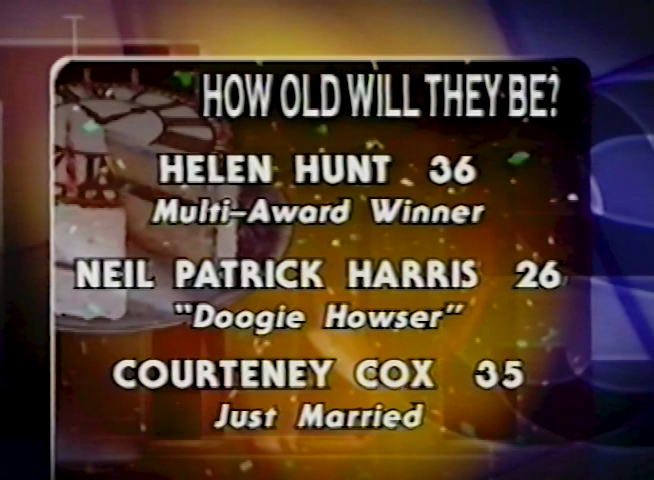 HOW OLD WILL THEY BE?
HELEN HUNT 36
Multi-Award Winner
NEIL PATRICK HARRIS 26
"Doogie Howser"
COURTENEY COX 35
Just Married